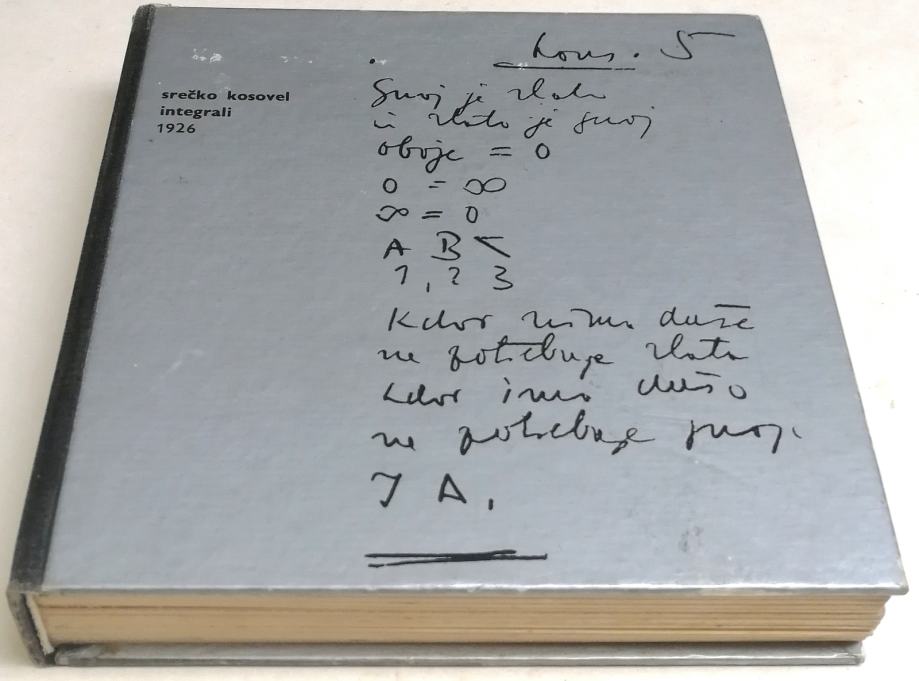 srečko kosovel
integrali
1926
Kons. 5
Gnoj je zlato
in zlato je gnoj
oboje = 0
0 = ∞
∞ = 0
A B <
1, 2 3
Kdor nima duše
ne potrebuje zlata
kdor ima dušo
ne potrebuje gnoja.
I A.